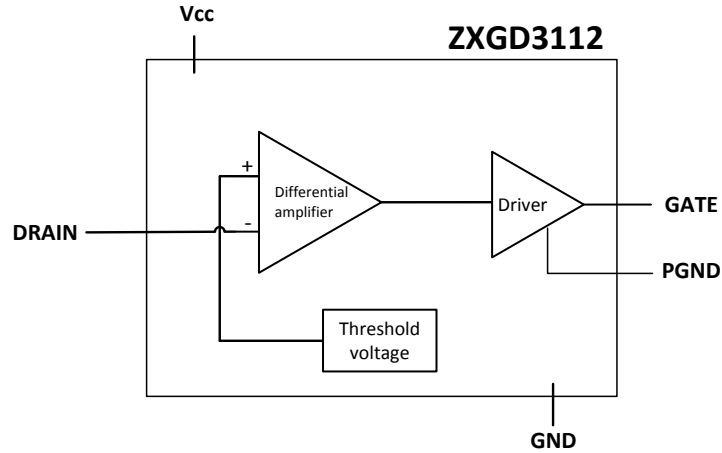 Vcc
ZXGD3112
+
Differential
amplifier
Driver
GATE
-
DRAIN
PGND
Threshold
voltage
GND